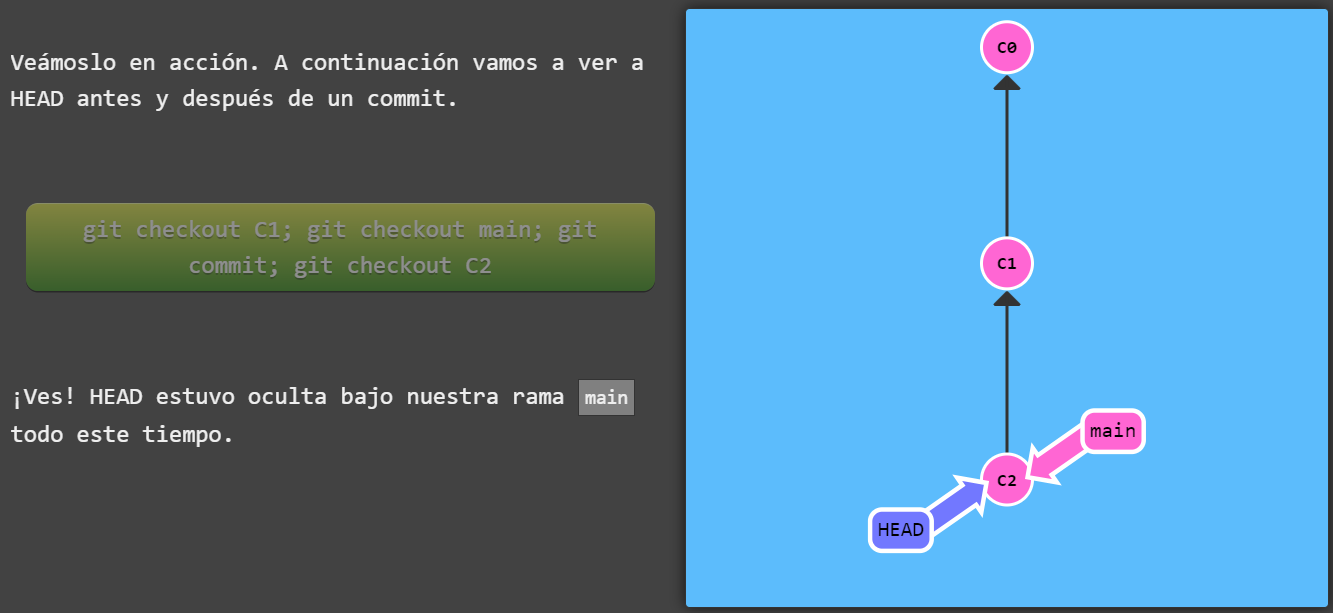 Veámoslo en acción. A continuación vamos a ver a
HEAD antes y después de un commit.
git checkout C1; git checkout main; git
commit; git checkout C2
¡Ves! HEAD estuvo oculta bajo nuestra rama main
todo este tiempo.
C0
C1
main
C2
HEAD